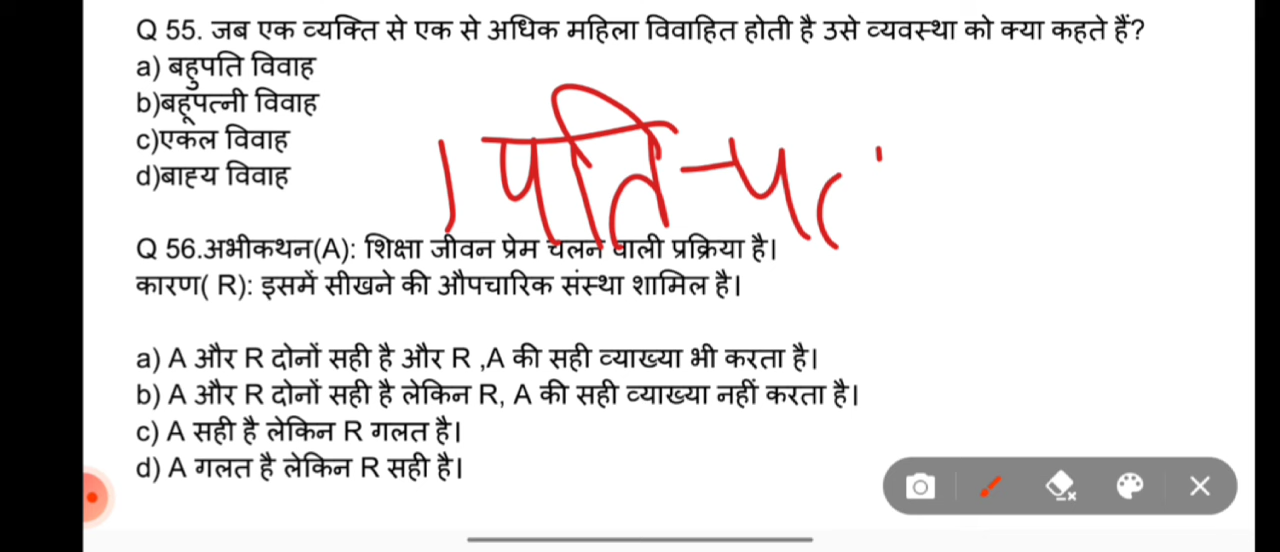 Q 55. जब एक व्यक्ति से एक से अधिक महिला विवाहित होती है उसे व्यवस्था को क्या कहते हैं?
a) बहुपति विवाह
b)बहूपत्नी विवाह
c)एकल विवाह
d)बाह्य विवाह
1 पति-
Q 56.अभीकथन(A): शिक्षा जीवन प्रेम चलने वाली प्रक्रिया है।
कारण( R): इसमें सीखने की औपचारिक संस्था शामिल है।
a) A और R दोनों सही है और R ,A की सही व्याख्या भी करता है।
b) A और R दोनों सही है लेकिन R, A की सही व्याख्या नहीं करता है।
c) A सही है लेकिन R गलत है।
d) A गलत है लेकिन R सही है।